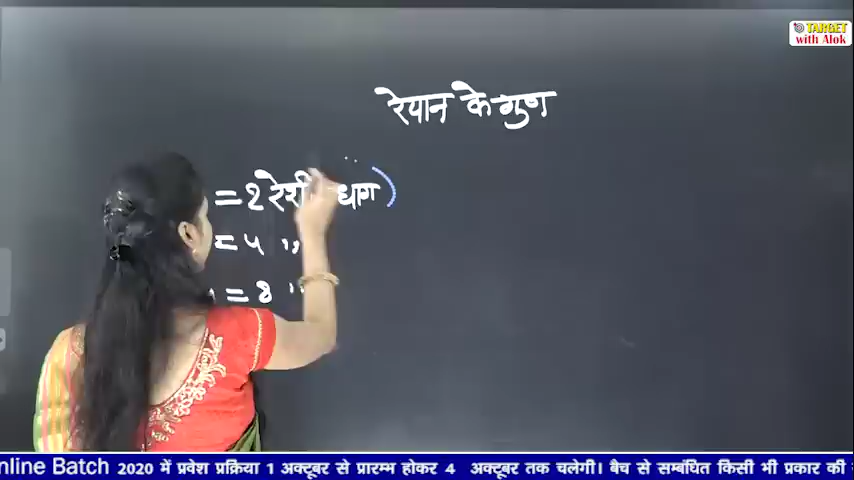 TARGET
with Alok
रेयान के गुण
= 2 रेशी धाग)
= 4 ,,
= 8 ,,
nline Batch 2020 में प्रवेश प्रक्रिया 1 अक्टूबर से प्रारम्भ होकर 4 अक्टूबर तक चलेगी। बैच से सम्बंधित किसी भी प्रकार की